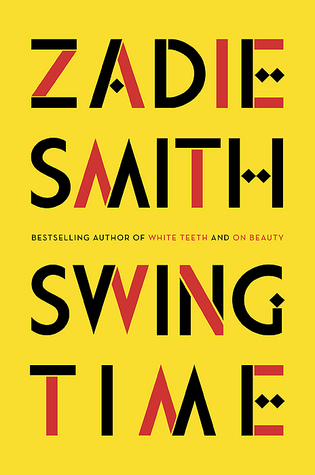 ZADIE
SMITH
BESTSELLING AUTHOR OF WHITE TEETH AND ON BEAUTY
SWING
TIME